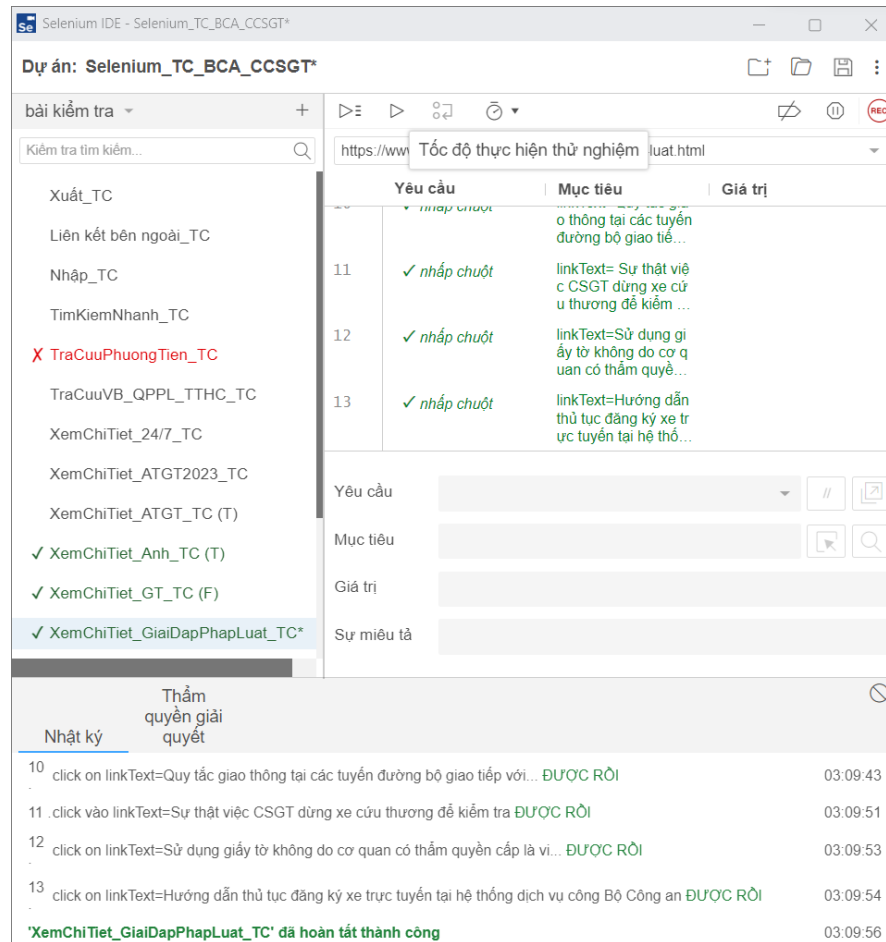 Selenium IDE - Selenium_TC_BCA_CCSGT*
Dự án: Selenium_TC_BCA_CCSGT*
bài kiểm tra
Kiểm tra tìm kiếm...
Xuất_TC
Liên kết bên ngoài_TC
Nhập_TC
TimKiemNhanh_TC
✗ TraCuuPhuongTien_TC
TraCuuVB_QPPL_TTHC_TC
XemChiTiet_24/7_TC
XemChiTiet_ATGT2023_TC
XemChiTiet_ATGT_TC (T)
✓ XemChiTiet_Anh_TC (T)
✓ XemChiTiet_GT_TC (F)
✓ XemChiTiet_GiaiDapPhapLuat_TC*
REC
https://www
Tốc độ thực hiện thử nghiệm
luat.html
Yêu cầu Mục tiêu Giá trị
10 ✓ nhấp chuột
o thông tại các tuyến
đường bộ giao tiế...
11 ✓ nhấp chuột linkText= Sự thật việ
c CSGT dừng xe cứ
u thương để kiểm ...
12 ✓ nhấp chuột linkText=Sử dụng gi
ấy tờ không do cơ q
uan có thẩm quyề...
13 ✓ nhấp chuột linkText=Hướng dẫn
thủ tục đăng ký xe tr
ực tuyến tại hệ thố...
Yêu cầu
//
Mục tiêu
Giá trị
Sự miêu tả
Nhật ký
Thẩm
quyền giải
quyết
10. click on linkText=Quy tắc giao thông tại các tuyến đường bộ giao tiếp với... ĐƯỢC RỒI 03:09:43
11 .click vào linkText=Sự thật việc CSGT dừng xe cứu thương để kiểm tra ĐƯỢC RỒI 03:09:51
12. click on linkText=Sử dụng giấy tờ không do cơ quan có thẩm quyền cấp là vi... ĐƯỢC RỒI 03:09:53
13. click on linkText=Hướng dẫn thủ tục đăng ký xe trực tuyến tại hệ thống dịch vụ công Bộ Công an ĐƯỢC RỒI 03:09:54
'XemChiTiet_GiaiDapPhapLuat_TC' đã hoàn tất thành công 03:09:56